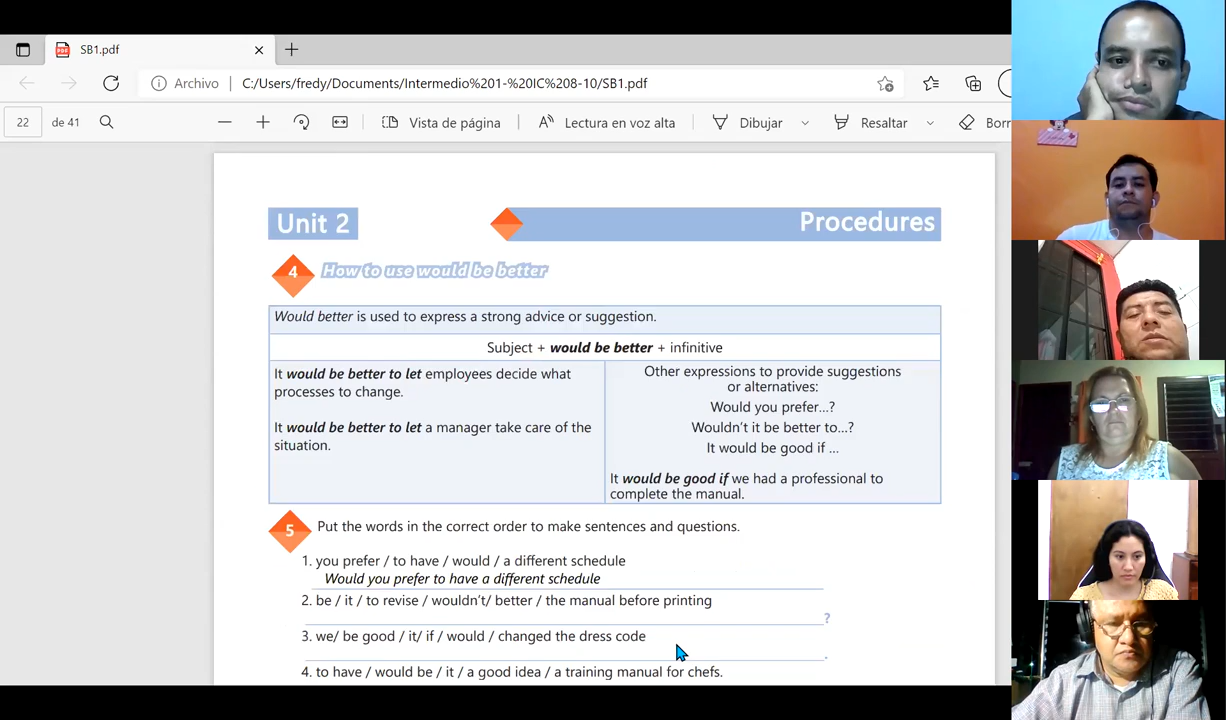 SB1.pdf
Archivo
C:/Users/fredy/Documents/Intermedio%201-%20IC%208-10/SB1.pdf
22
de 41
Vista de página
Lectura en voz alta
Dibujar
Resaltar
Borr
Unit 2
Procedures
4
How to use would be better
Would better is used to express a strong advice or suggestion.
Subject + would be better + infinitive
It would be better to let employees decide what
processes to change.
It would be better to let a manager take care of the
situation.
Other expressions to provide suggestions
or alternatives:
Would you prefer...?
Wouldn't it be better to...?
It would be good if ...
It would be good if we had a professional to
complete the manual.
5
Put the words in the correct order to make sentences and questions.
1. you prefer / to have / would / a different schedule
Would you prefer to have a different schedule
2. be / it / to revise / wouldn't/ better / the manual before printing
?
3. we/ be good / it/ if / would / changed the dress code
.
4. to have / would be / it / a good idea / a training manual for chefs.